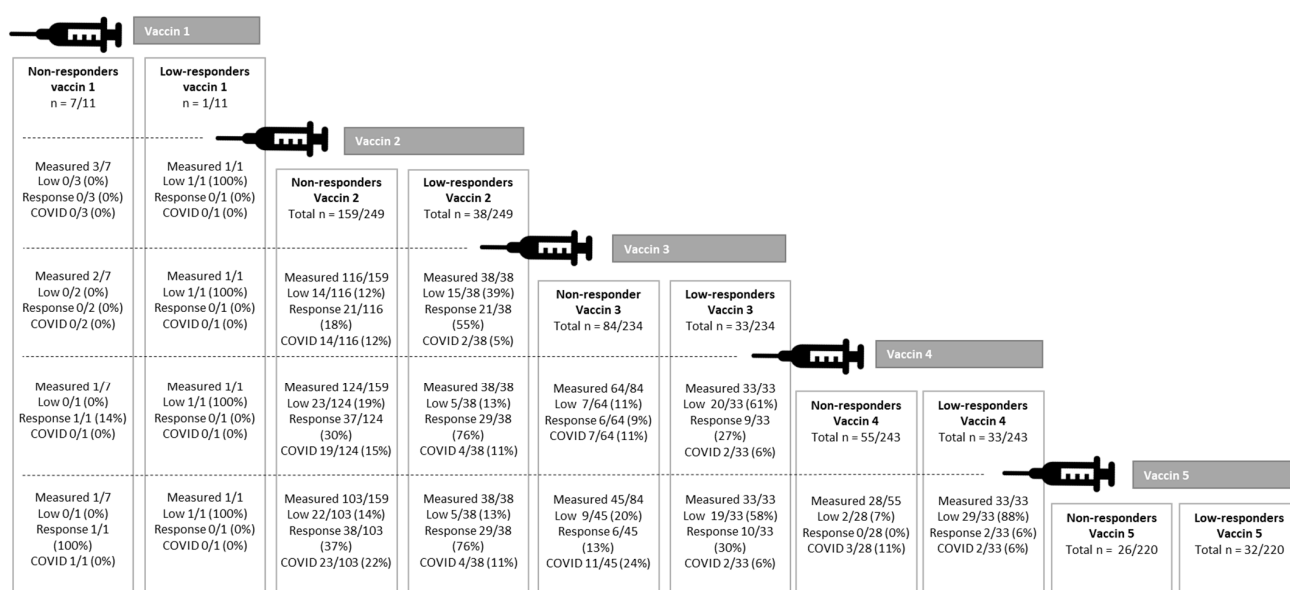 Vaccin 1
Non-responders
vaccin 1
n = 7/11
Low-responders
vaccin 1
n = 1/11
Vaccin 2
Measured 3/7
Low 0/3 (0%)
Response 0/3 (0%)
COVID 0/3 (0%)
Measured 1/1
Low 1/1 (100%)
Response 0/1 (0%)
COVID 0/1 (0%)
Non-responders
Vaccin 2
Total n = 159/249
Low-responders
Vaccin 2
Total n = 38/249
Vaccin 3
Measured 2/7
Low 0/2 (0%)
Response 0/2 (0%)
COVID 0/2 (0%)
Measured 1/1
Low 1/1 (100%)
Response 0/1 (0%)
COVID 0/1 (0%)
Measured 116/159
Low 14/116 (12%)
Response 21/116
(18%)
COVID 14/116 (12%)
Measured 38/38
Low 15/38 (39%)
Response 21/38
(55%)
COVID 2/38 (5%)
Non-responder
Vaccin 3
Total n = 84/234
Low-responders
Vaccin 3
Total n = 33/234
Vaccin 4
Measured 1/7
Low 0/1 (0%)
Response 1/1 (14%)
COVID 0/1 (0%)
Measured 1/1
Low 1/1 (100%)
Response 0/1 (0%)
COVID 0/1 (0%)
Measured 124/159
Low 23/124 (19%)
Response 37/124
(30%)
COVID 19/124 (15%)
Measured 38/38
Low 5/38 (13%)
Response 29/38
(76%)
COVID 4/38 (11%)
Measured 64/84
Low 7/64 (11%)
Response 6/64 (9%)
COVID 7/64 (11%)
Measured 33/33
Low 20/33 (61%)
Response 9/33
(27%)
COVID 2/33 (6%)
Non-responders
Vaccin 4
Total n = 55/243
Low-responders
Vaccin 4
Total n = 33/243
Vaccin 5
Measured 1/7
Low 0/1 (0%)
Response 1/1
(100%)
COVID 1/1 (0%)
Measured 1/1
Low 1/1 (100%)
Response 0/1 (0%)
COVID 0/1 (0%)
Measured 103/159
Low 22/103 (14%)
Response 38/103
(37%)
COVID 23/103 (22%)
Measured 38/38
Low 5/38 (13%)
Response 29/38
(76%)
COVID 4/38 (11%)
Measured 45/84
Low 9/45 (20%)
Response 6/45
(13%)
COVID 11/45 (24%)
Measured 33/33
Low 19/33 (58%)
Response 10/33
(30%)
COVID 2/33 (6%)
Measured 28/55
Low 2/28 (7%)
Response 0/28 (0%)
COVID 3/28 (11%)
Measured 33/33
Low 29/33 (88%)
Response 2/33 (6%)
COVID 2/33 (6%)
Non-responders
Vaccin 5
Total n = 26/220
Low-responders
Vaccin 5
Total n = 32/220